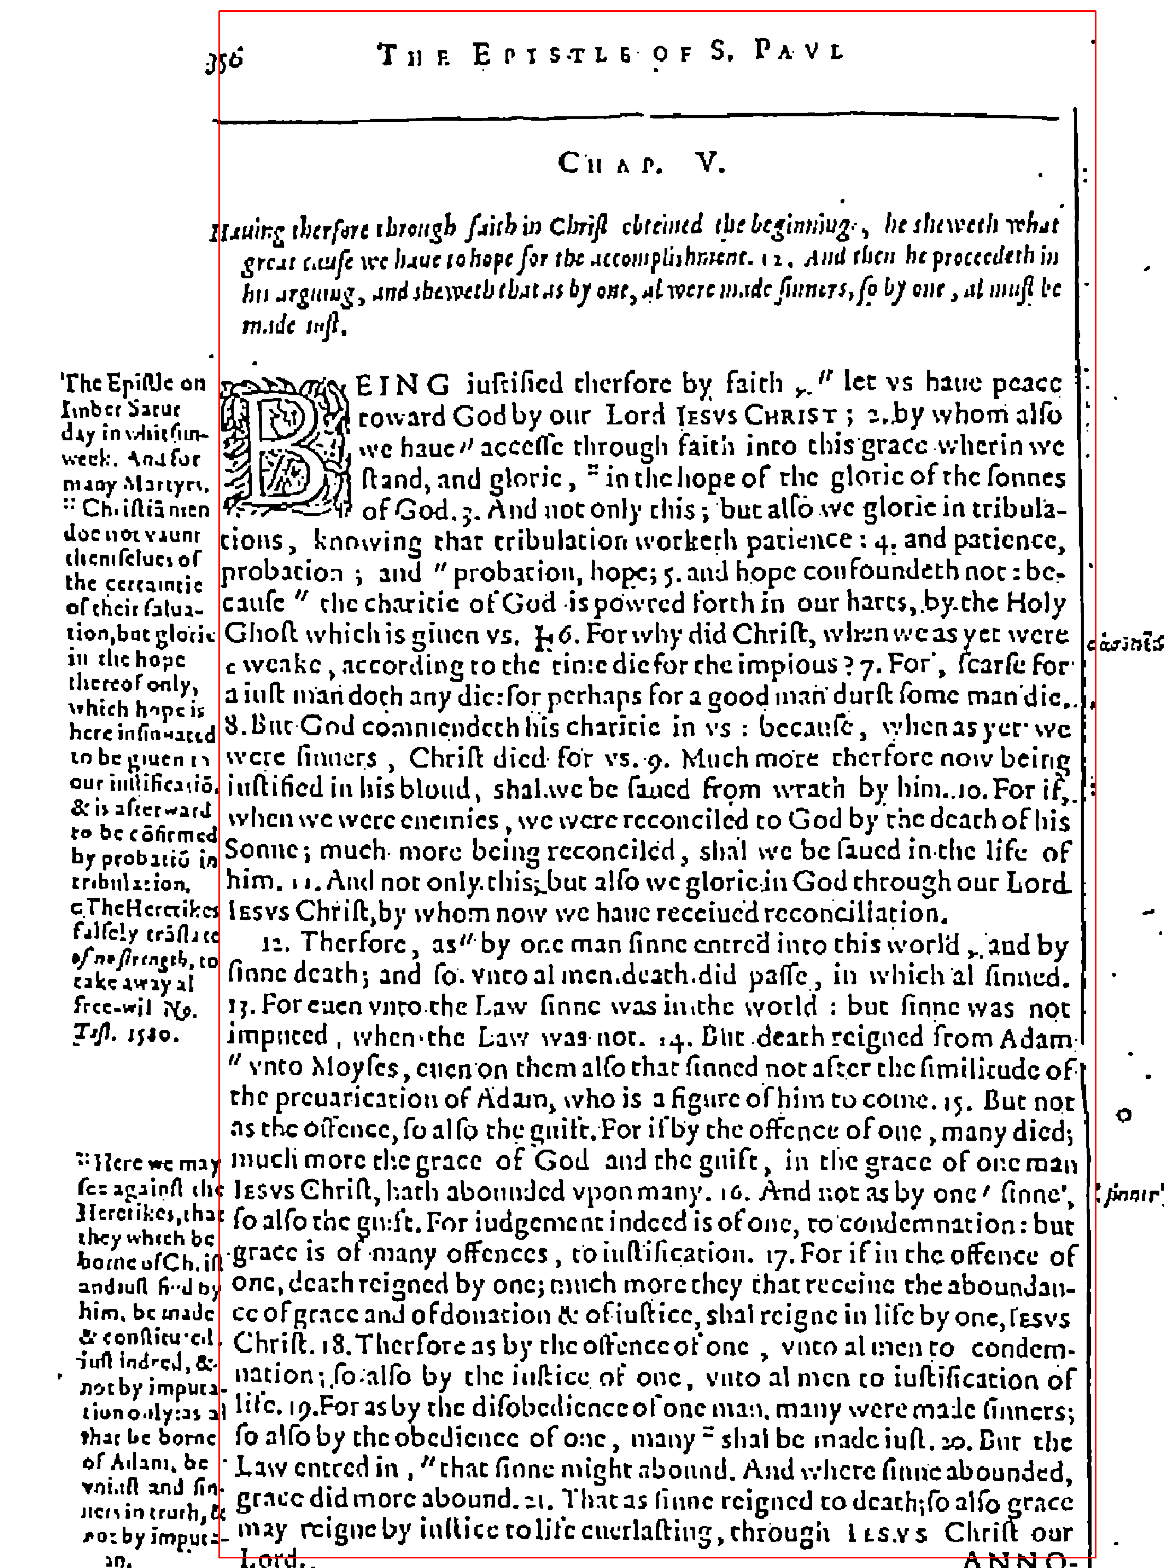 356
THE EPISTLE OF S. PAVL
CHAP. V.
Hauing therfore through faith in Chriſt obteined the beginning, he sheweth what
great cauſe we haue to hope for the accomplishment. 12. And then he proceedeth in
his arguing, and sheweth that as by one, al were made ſinners, ſo by one, al muſt be
made iuſt.
BEING iuſtified therfore by faith, " let vs haue peace
toward God by our Lord IESVS CHRIST; 2. by whom alſo
we haue " acceſſe through faith into this grace wherin we
ſtand, and glorie, :: in the hope of the glorie of the ſonnes
of God. 3. And not only this; but alſo we glorie in tribula-
tions, knowing that tribulation worketh patience: 4. and patience,
probation; and " probation, hope; 5. and hope confoundeth not: be-
cauſe " the charitie of God is powred forth in our harts, by the Holy
Ghoſt which is giuen vs. 6. For why did Chriſt, when we as yet were
c weake, according to the time die for the impious? 7. For, ſcarſe for
a iuſt man doth any die: for perhaps for a good man durſt ſome man die.
8. But God commendeth his charitie in vs: becauſe, when as yet we
were ſinners, Chriſt died for vs. 9. Much more therfore now being
iuſtified in his bloud, shal we be ſaued from wrath by him. 10. For if,
when we were enemies, we were reconciled to God by the death of his
Sonne; much more being reconciled, shal we be ſaued in the life of
him. 11. And not only this; but alſo we glorie in God through our Lord
IESVS Chriſt, by whom now we haue receiued reconciliation.
12. Therfore, as " by one man ſinne entred into this world, and by
ſinne death; and ſo vnto al men death did paſſe, in which al ſinned.
13. For euen vnto the Law ſinne was in the world: but ſinne was not
imputed, when the Law was not. 14. But death reigned from Adam
" vnto Moyſes, euen on them alſo that ſinned not after the ſimilitude of
the preuarication of Adam, who is a figure of him to come. 15. But not
as the offence, ſo alſo the guift. For if by the offence of one, many died;
much more the grace of God and the guift, in the grace of one man
IESVS Chriſt, hath abounded vpon many. 16. And not as by one ' ſinne',
ſo alſo the guift. For iudgement indeed is of one, to condemnation: but
grace is of many offences, to iuſtification. 17. For if in the offence of
one, death reigned by one; much more they that receiue the aboundan-
ce of grace and of donation & of iuſtice, shal reigne in life by one, IESVS
Chriſt. 18. Therfore as by the offence of one, vnto al men to condem-
nation; ſo alſo by the iuſtice of one, vnto al men to iuſtification of
life. 19. For as by the diſobedience of one man, many were made ſinners;
ſo alſo by the obedience of one, many :: shal be made iuſt. 20. But the
Law entred in, " that ſinne might abound. And where ſinne abounded,
grace did more abound. 21. That as ſinne reigned to death; ſo alſo grace
may reigne by iuſtice to life euerlaſting, through IESVS Chriſt our
Lord.
ANNO-
The Epiſtle on
Imber Satur
day in whitſun-
week. And for
many Martyrs.
:: Chriſtiā men
doe not vaunt
themſelues of
the certaintie
of their ſalua-
tion, but glorie
in the hope
thereof only,
which hope is
here inſinuated
to be giuen in
our iuſtificatiō,
& is afterward
to be cōfirmed
by probatiō in
tribulation.
c The Heretikes
falſely trāſlate
of no ſtrength, to
take away al
free-wil No.
Teſt. 1580.
:: Here we may
ſee againſt the
Heretikes, that
they which be
borne of Chriſt
and iuſtified by
him, be made
& conſtituted
iuſt indeed, &
not by imputa-
tion only: as al
that be borne
of Adam, be
vniuſt and ſin-
ners in truth, &
not by imputa-
ſinner'